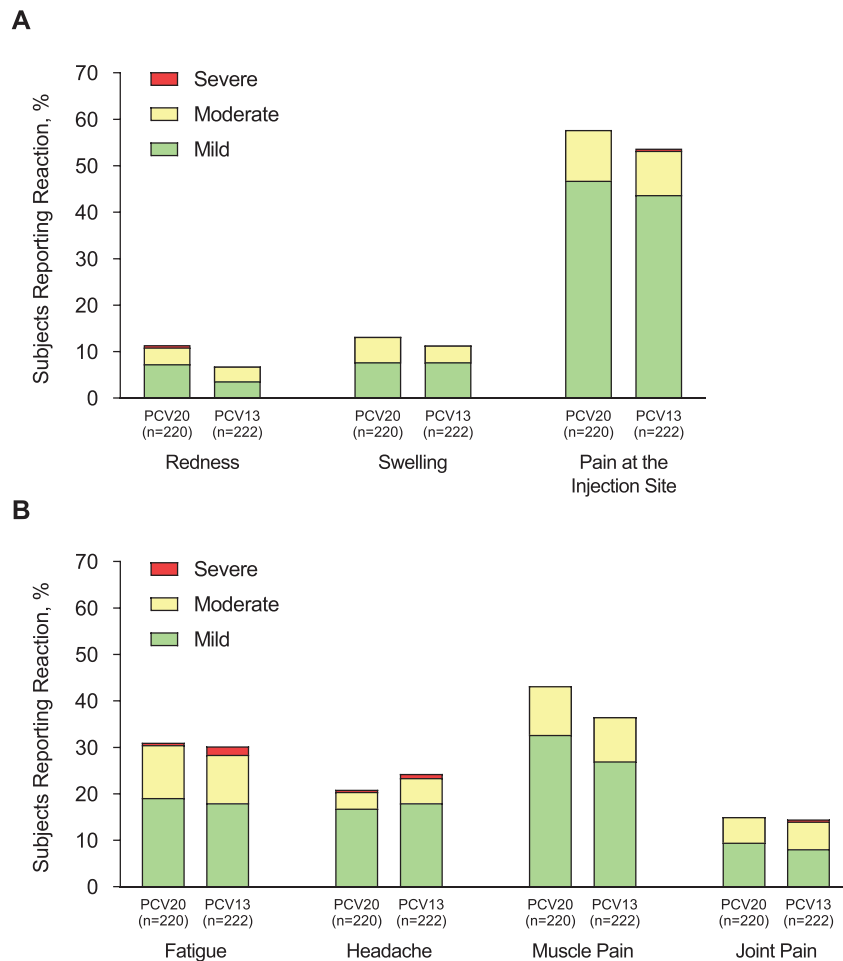 A
Subjects Reporting Reaction, %
70
60
50
40
30
20
10
0
Severe
Moderate
Mild
PCV20 PCV13 PCV20 PCV13 PCV20 PCV13
(n=220) (n=222) (n=220) (n=222) (n=220) (n=222)
Redness Swelling Pain at the
Injection Site
B
Subjects Reporting Reaction, %
70
60
50
40
30
20
10
0
Severe
Moderate
Mild
PCV20 PCV13 PCV20 PCV13 PCV20 PCV13 PCV20 PCV13
(n=220) (n=222) (n=220) (n=222) (n=220) (n=222) (n=220) (n=222)
Fatigue Headache Muscle Pain Joint Pain